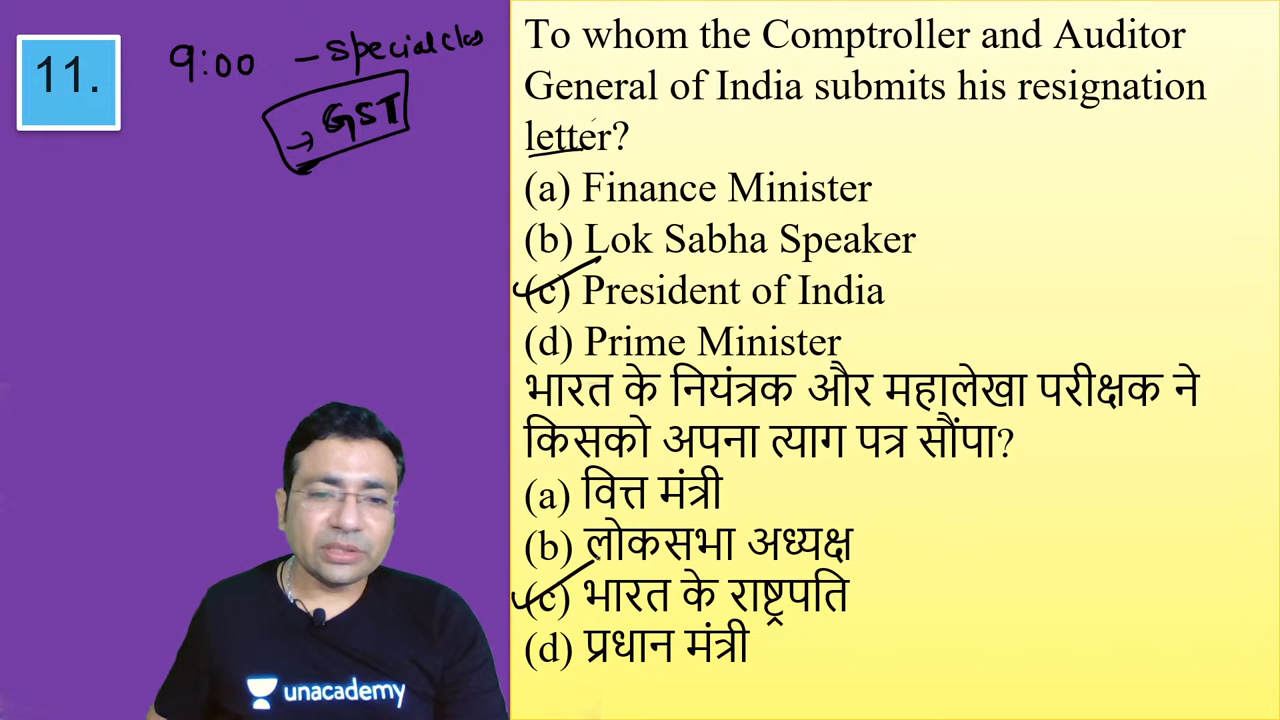 11.
9:00 - Special Clas
→ GST
To whom the Comptroller and Auditor
General of India submits his resignation
letter?
(a) Finance Minister
(b) Lok Sabha Speaker
(c) President of India
(d) Prime Minister
भारत के नियंत्रक और महालेखा परीक्षक ने
किसको अपना त्याग पत्र सौंपा?
(a) वित्त मंत्री
(b) लोकसभा अध्यक्ष
(c) भारत के राष्ट्रपति
(d) प्रधान मंत्री
unacademy